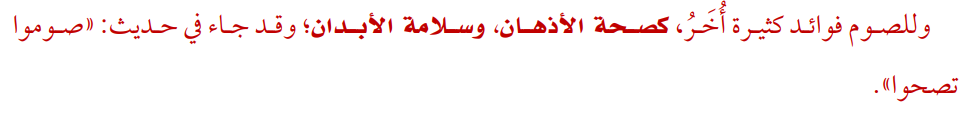 وللصوم فوائد كثيرة أُخَرُ، كصحة الأذهان، وسلامة الأبدان؛ وقد جاء في حديث: «صوموا
تصحوا».